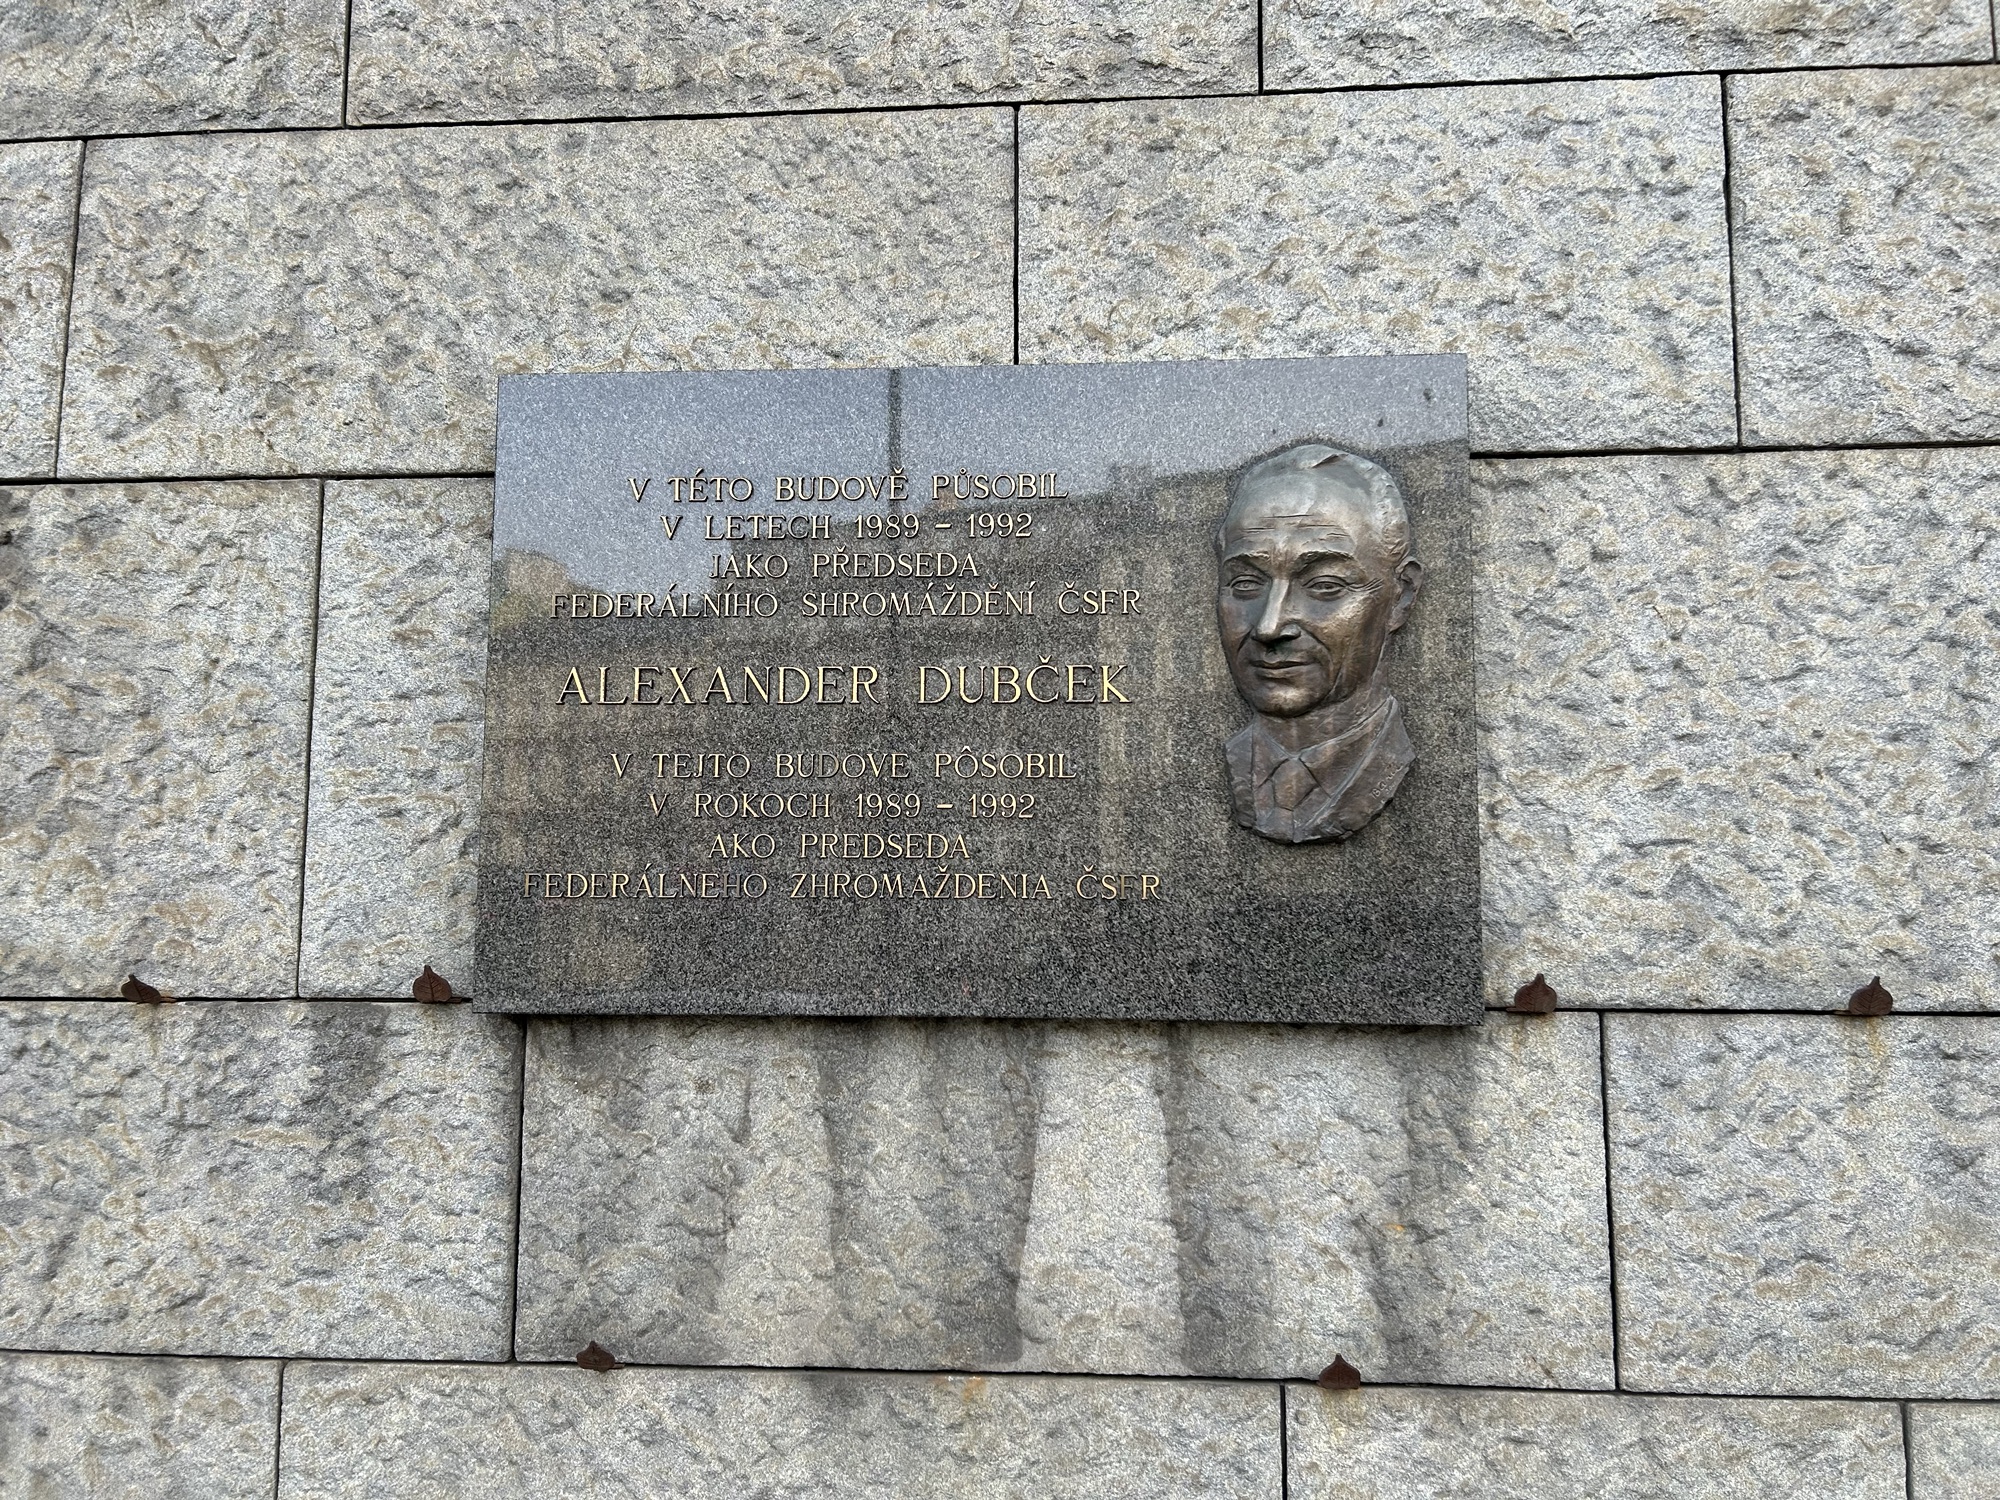 V TÉTO BUDOVĚ PŮSOBIL
V LETECH 1989 – 1992
JAKO PŘEDSEDA
FEDERÁLNÍHO SHROMÁŽDĚNÍ ČSFR
ALEXANDER DUBČEK
V TEJTO BUDOVE PÔSOBIL
V ROKOCH 1989 – 1992
AKO PREDSEDA
FEDERÁLNEHO ZHROMAŽDENIA ČSFR